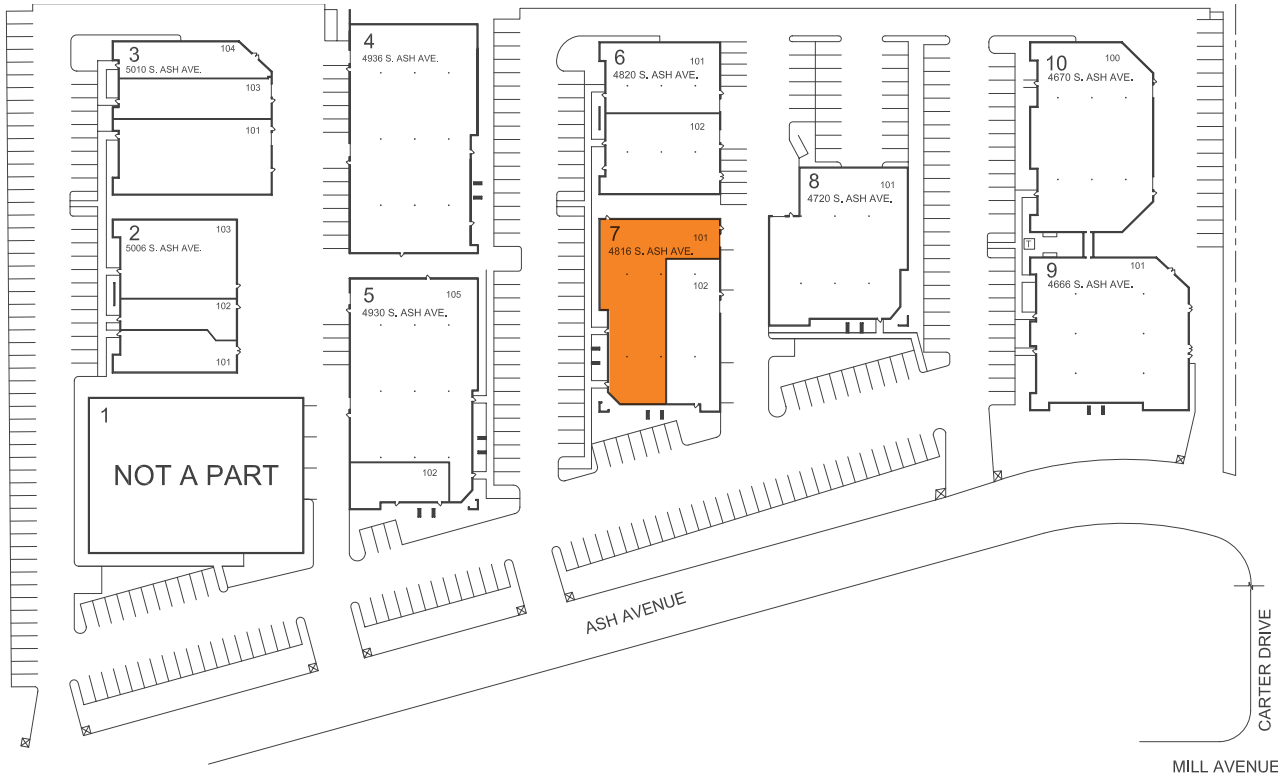 3
5010 S. ASH AVE.
104
103
101
2
5006 S. ASH AVE.
103
102
101
1
NOT A PART
4
4936 S. ASH AVE.
5
4930 S. ASH AVE.
105
102
6
4820 S. ASH AVE.
101
102
7
4816 S. ASH AVE.
101
102
8
4720 S. ASH AVE.
101
10
4670 S. ASH AVE.
100
T
9
4666 S. ASH AVE.
101
ASH AVENUE
CARTER DRIVE
MILL AVENUE